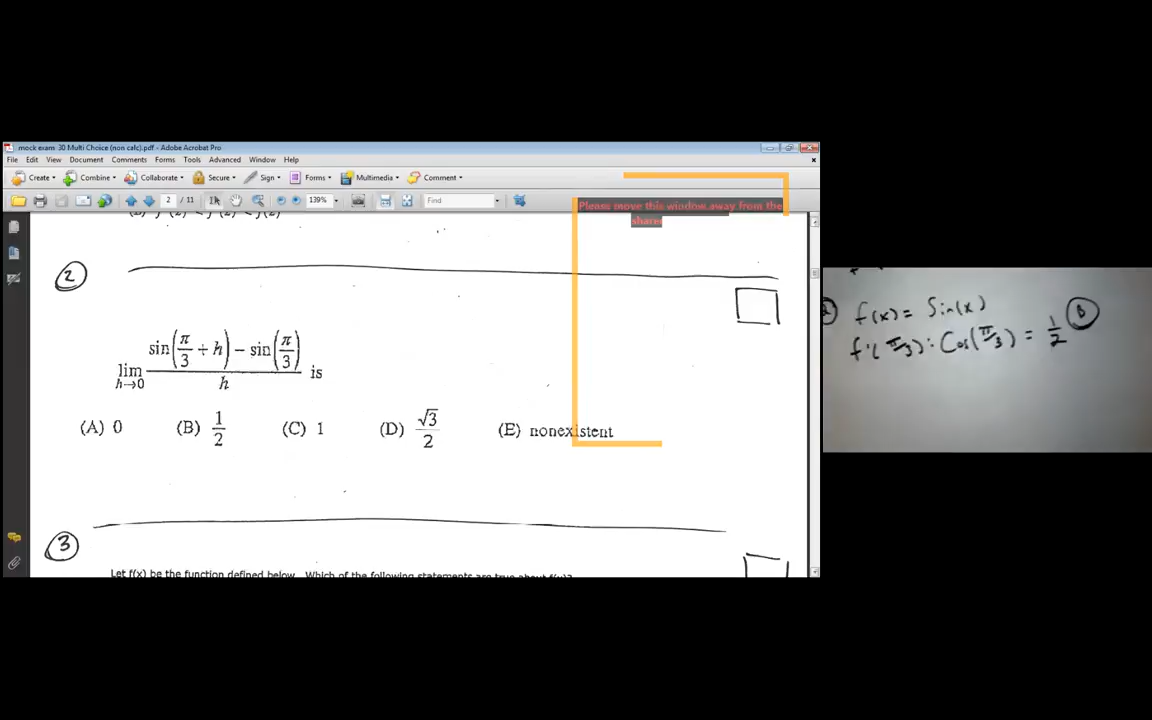 mock exam 30 Multi Choice (non calc).pdf - Adobe Acrobat Pro
File Edit View Document Comments Forms Tools Advanced Window Help
Create Combine Collaborate Secure Sign Forms Multimedia Comment
2 / 11 139% Find
Please move this window away from the
sharer
2
lim h→0 (sin(π/3 + h) − sin(π/3)) / h is
(A) 0 (B) 1/2 (C) 1 (D) √3/2 (E) nonexistent
3
Let f(x) be the function defined below. Which of the following statements are true about f(x)?
f(x) = Sin(x)
f'(π/3) : Cos(π/3) = 1/2 B